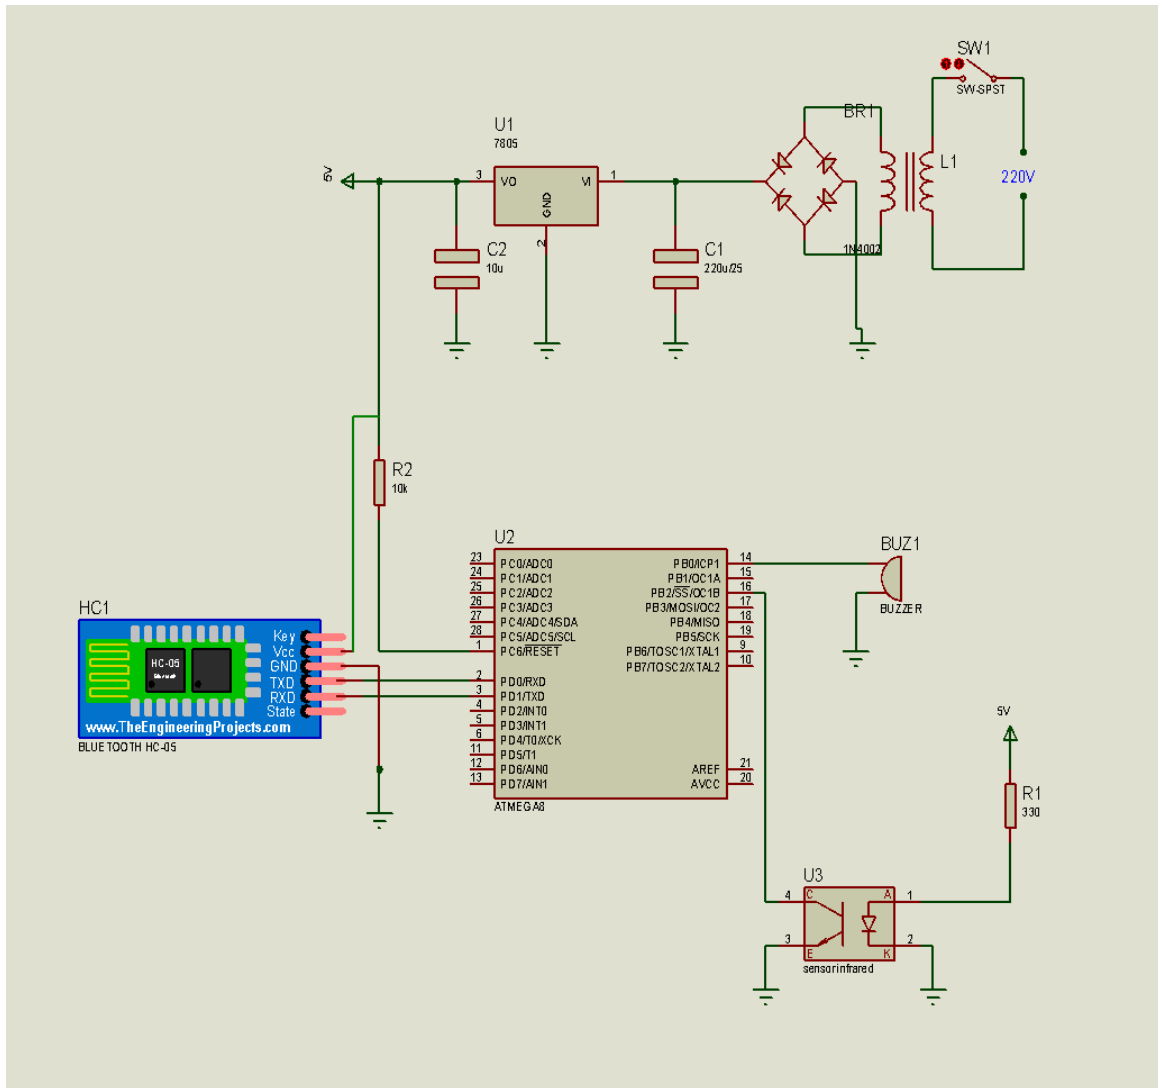 SW1
SW-SPST
BR1
U1
7805
L1
5V
3
VO
VI
1
220V
GND
2
C2
10u
C1
220u/25
1N4002
R2
10k
U2
BUZ1
23
PC0/ADC0
PB0/ICP1
14
24
PC1/ADC1
PB1/OC1A
15
25
PC2/ADC2
PB2/SS/OC1B
16
26
PC3/ADC3
PB3/MOSI/OC2
17
27
PC4/ADC4/SDA
PB4/MISO
18
28
PC5/ADC5/SCL
PB5/SCK
19
1
PC6/RESET
PB6/TOSC1/XTAL1
9
PB7/TOSC2/XTAL2
10
BUZZER
HC1
Key
Vcc
HC-05
GND
TXD
RXD
State
www.TheEngineeringProjects.com
BLUETOOTH HC-05
2
PD0/RXD
3
PD1/TXD
4
PD2/INT0
5
PD3/INT1
6
PD4/T0/XCK
11
PD5/T1
12
PD6/AIN0
AREF
21
13
PD7/AIN1
AVCC
20
ATMEGA8
5V
R1
330
U3
4
C
A
1
3
E
K
2
sensorinfrared